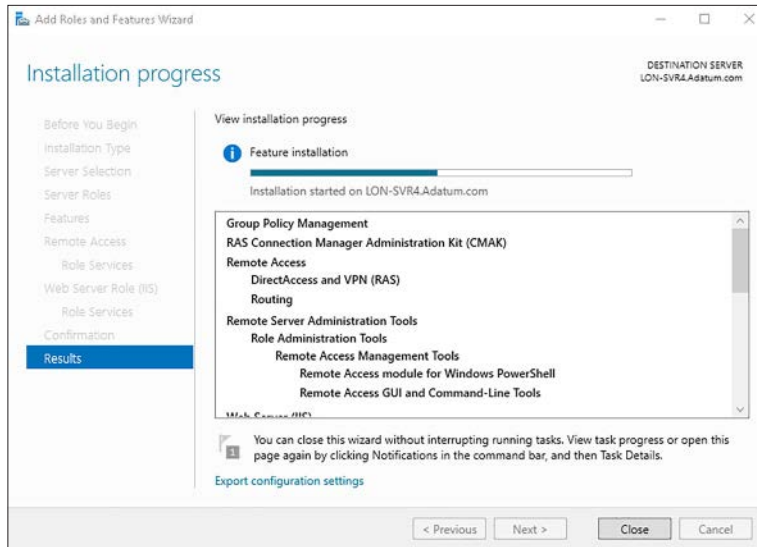 Add Roles and Features Wizard
Installation progress
DESTINATION SERVER
LON-SVR4.Adatum.com
Before You Begin
Installation Type
Server Selection
Server Roles
Features
Remote Access
Role Services
Web Server Role (IIS)
Role Services
Confirmation
Results
View installation progress
Feature installation
Installation started on LON-SVR4.Adatum.com
Group Policy Management
RAS Connection Manager Administration Kit (CMAK)
Remote Access
DirectAccess and VPN (RAS)
Routing
Remote Server Administration Tools
Role Administration Tools
Remote Access Management Tools
Remote Access module for Windows PowerShell
Remote Access GUI and Command-Line Tools
Web Server (IIS)
1
You can close this wizard without interrupting running tasks. View task progress or open this
page again by clicking Notifications in the command bar, and then Task Details.
Export configuration settings
< Previous
Next >
Close
Cancel